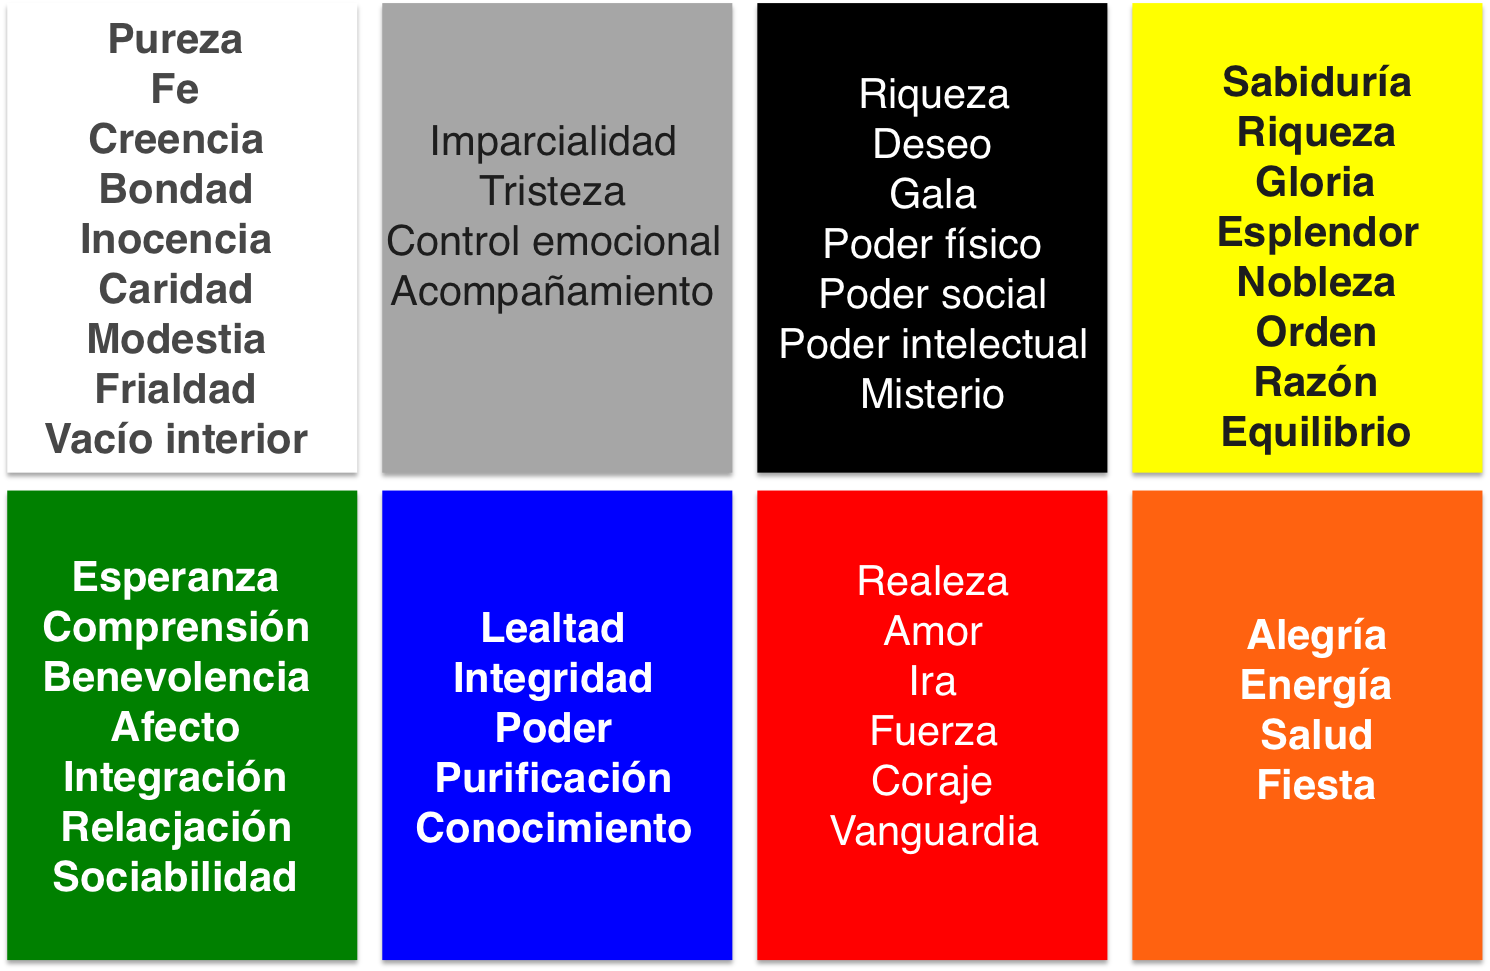 Pureza
Fe
Creencia
Bondad
Inocencia
Caridad
Modestia
Frialdad
Vacío interior
Imparcialidad
Tristeza
Control emocional
Acompañamiento
Riqueza
Deseo
Gala
Poder físico
Poder social
Poder intelectual
Misterio
Sabiduría
Riqueza
Gloria
Esplendor
Nobleza
Orden
Razón
Equilibrio
Esperanza
Comprensión
Benevolencia
Afecto
Integración
Relacjación
Sociabilidad
Lealtad
Integridad
Poder
Purificación
Conocimiento
Realeza
Amor
Ira
Fuerza
Coraje
Vanguardia
Alegría
Energía
Salud
Fiesta